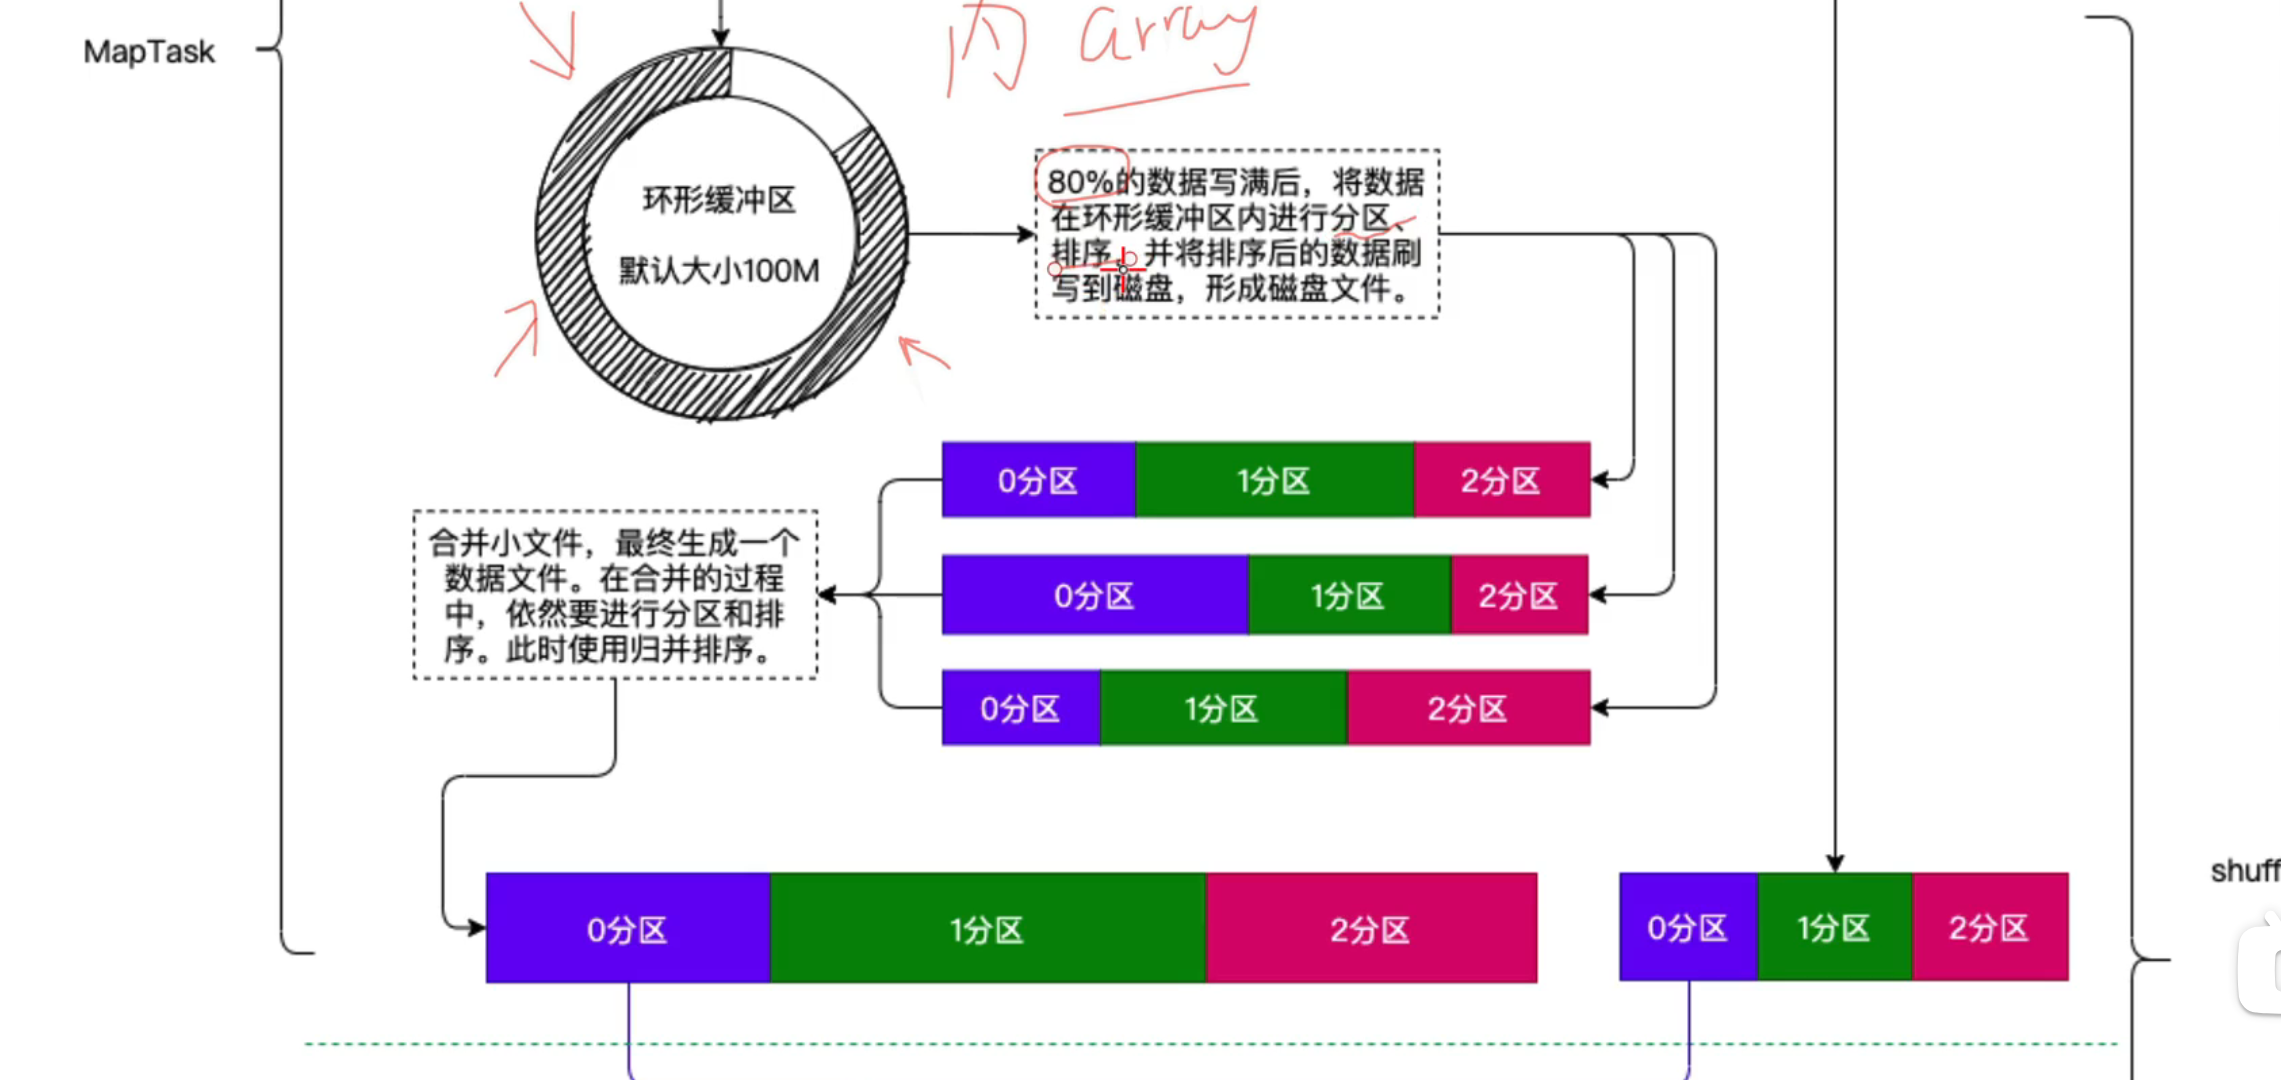 内 array
MapTask
环形缓冲区
默认大小100M
80%的数据写满后，将数据
在环形缓冲区内进行分区、
排序，并将排序后的数据刷
写到磁盘，形成磁盘文件。
0分区 1分区 2分区
合并小文件，最终生成一个
数据文件。在合并的过程
中，依然要进行分区和排
序。此时使用归并排序。
0分区 1分区 2分区
0分区 1分区 2分区
shuff
0分区 1分区 2分区
0分区 1分区 2分区